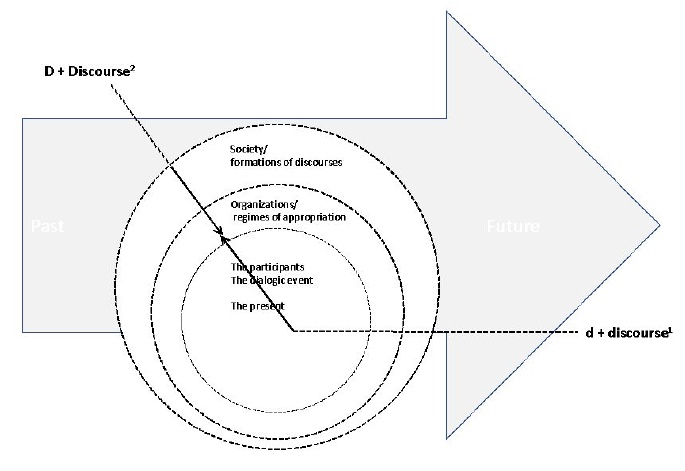 D + Discourse²
Society/
formations of discourses
Organizations/
regimes of appropriation
Past
Future
The participants
The dialogic event
The present
d + discourse¹